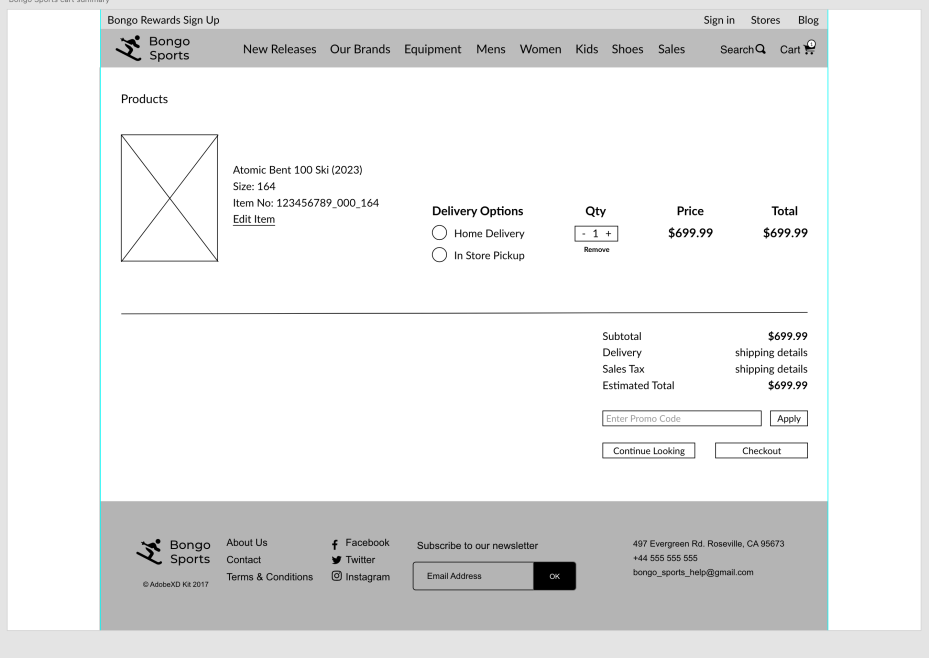 Bongo Sports cart summary
Bongo Rewards Sign Up
Sign in Stores Blog
Bongo
Sports
New Releases Our Brands Equipment Mens Women Kids Shoes Sales
Search Cart 1
Products
Atomic Bent 100 Ski (2023)
Size: 164
Item No: 123456789_000_164
Edit Item
Delivery Options Qty Price Total
Home Delivery - 1 + $699.99 $699.99
Remove
In Store Pickup
Subtotal $699.99
Delivery shipping details
Sales Tax shipping details
Estimated Total $699.99
Enter Promo Code Apply
Continue Looking Checkout
Bongo
Sports
© AdobeXD Kit 2017
About Us
Contact
Terms & Conditions
Facebook
Twitter
Instagram
Subscribe to our newsletter
Email Address OK
497 Evergreen Rd. Roseville, CA 95673
+44 555 555 555
bongo_sports_help@gmail.com